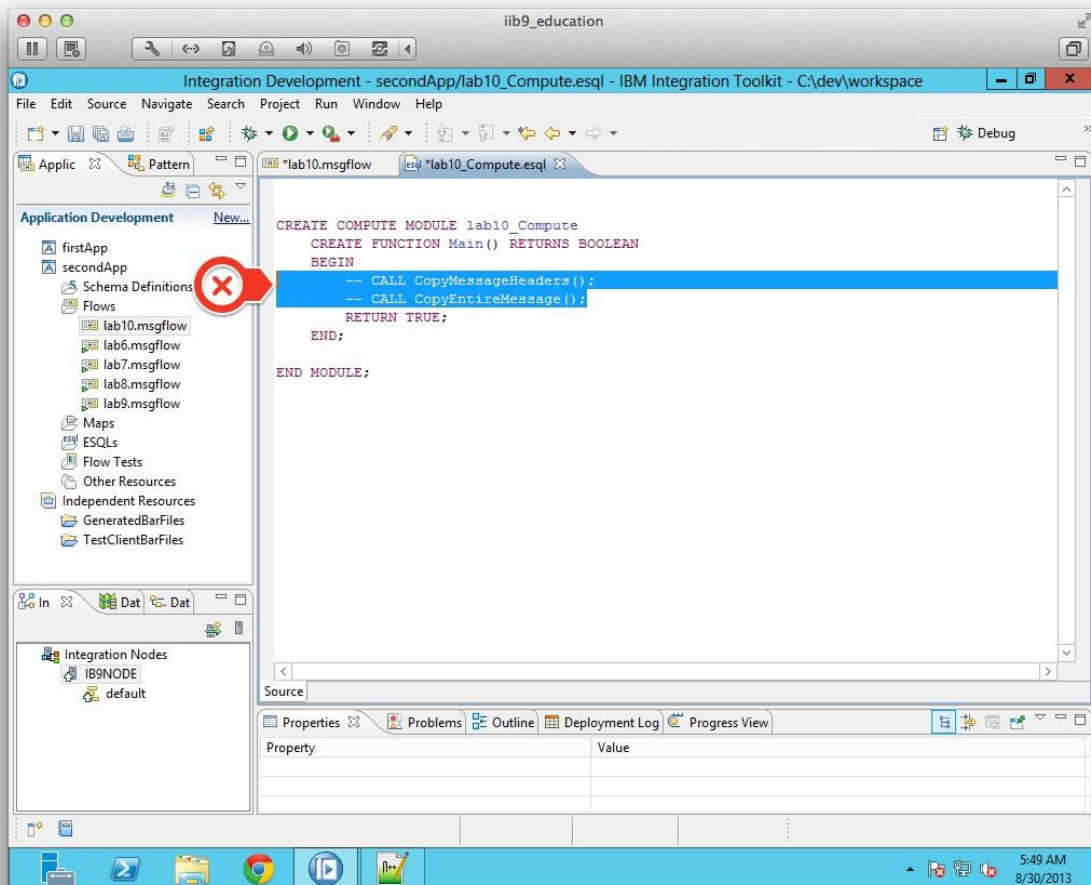 iib9_education
Integration Development - secondApp/lab10_Compute.esql - IBM Integration Toolkit - C:\dev\workspace
File Edit Source Navigate Search Project Run Window Help
Debug
Applic Pattern
*lab10.msgflow *lab10_Compute.esql
Application Development New...
firstApp
secondApp
Schema Definitions
Flows
lab10.msgflow
lab6.msgflow
lab7.msgflow
lab8.msgflow
lab9.msgflow
Maps
ESQLs
Flow Tests
Other Resources
Independent Resources
GeneratedBarFiles
TestClientBarFiles
CREATE COMPUTE MODULE lab10_Compute
CREATE FUNCTION Main() RETURNS BOOLEAN
BEGIN
-- CALL CopyMessageHeaders();
-- CALL CopyEntireMessage();
RETURN TRUE;
END;
END MODULE;
Source
In Dat Dat
Integration Nodes
IB9NODE
default
Properties Problems Outline Deployment Log Progress View
Property Value
5:49 AM
8/30/2013